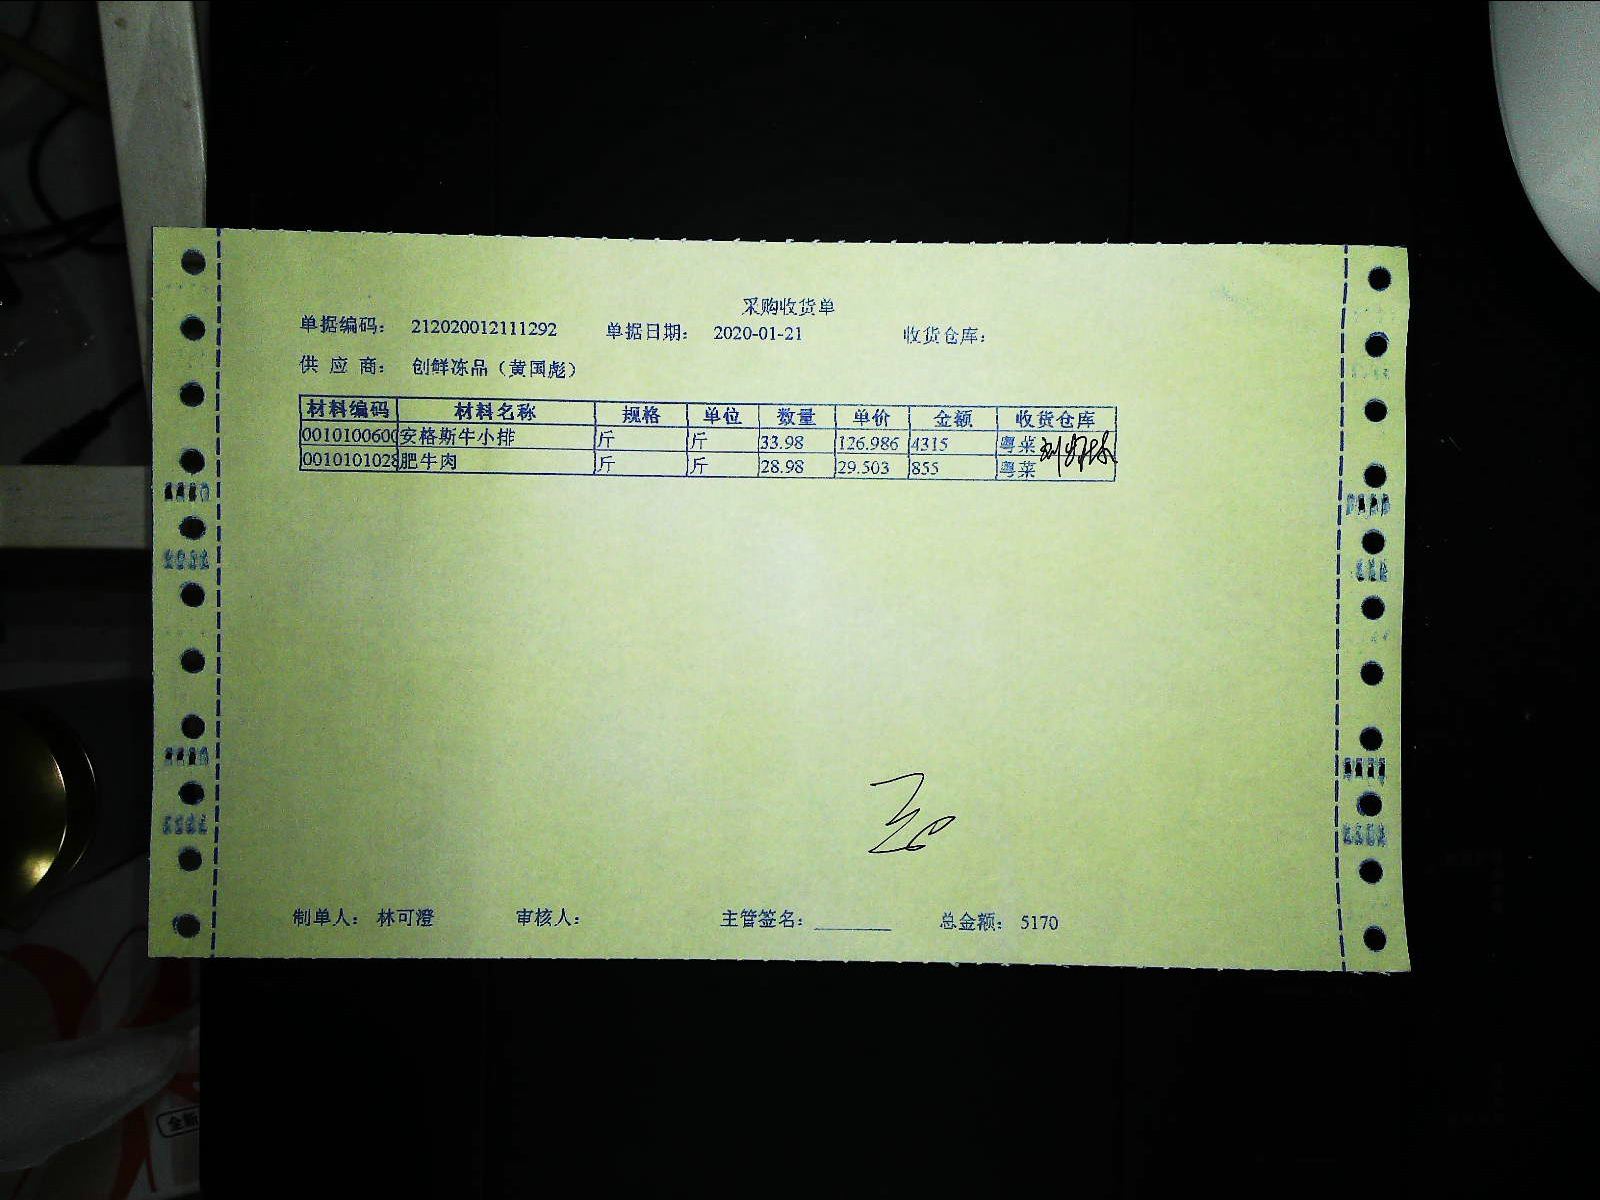 采购收货单
单据编码： 212020012111292 单据日期： 2020-01-21 收货仓库：
供 应 商： 创鲜冻品（黄国彪）
材料编码 材料名称 规格 单位 数量 单价 金额 收货仓库
0010100600 安格斯牛小排 斤 斤 33.98 126.986 4315 粤菜
0010101028 肥牛肉 斤 斤 28.98 29.503 855 粤菜
制单人： 林可澄 审核人： 主管签名： 总金额： 5170
全新